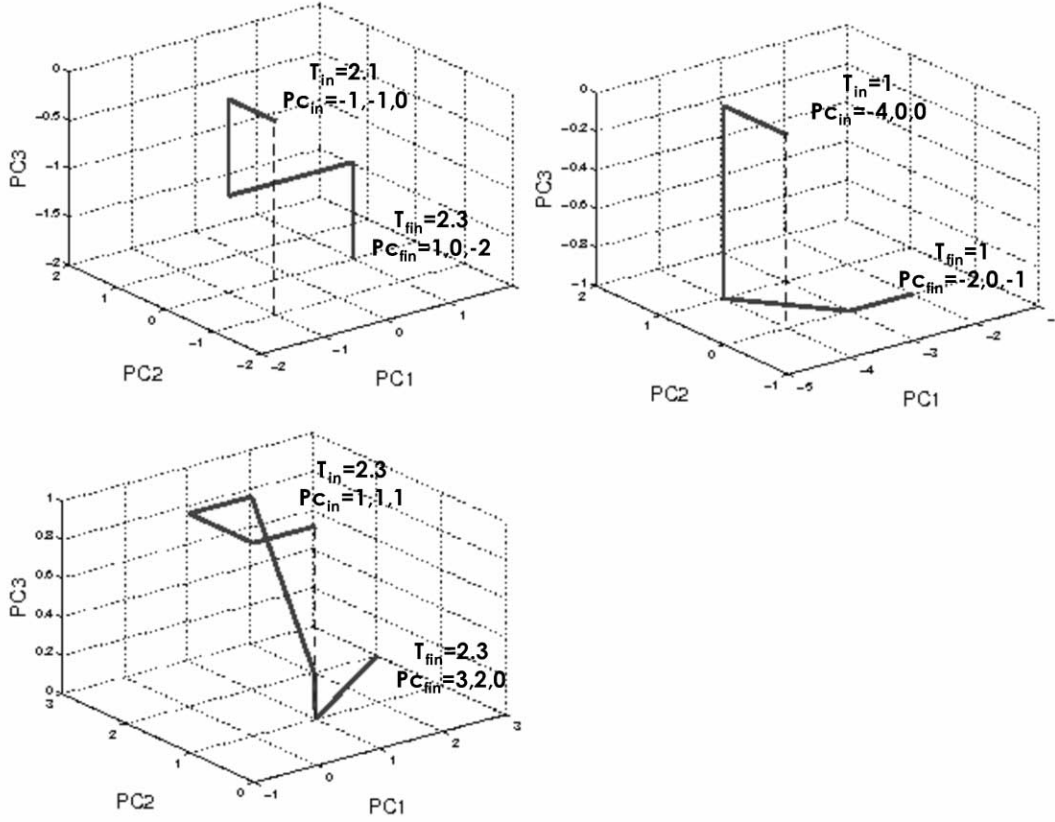 T_in=2.1
Pc_in=-1,-1,0
T_fin=2.3
Pc_fin=1,0,-2
0
-0.5
-1
-1.5
-2
PC3
2
1
0
-1
-2
PC2
-2
-1
0
1
PC1
T_in=1
Pc_in=-4,0,0
T_fin=1
Pc_fin=-2,0,-1
0
-0.2
-0.4
-0.6
-0.8
-1
PC3
2
1
0
-1
PC2
-5
-4
-3
-2
PC1
T_in=2.3
Pc_in=1,1,1
T_fin=2.3
Pc_fin=3,2,0
1
0.8
0.6
0.4
0.2
0
PC3
3
2
1
0
PC2
-1
0
1
2
3
PC1